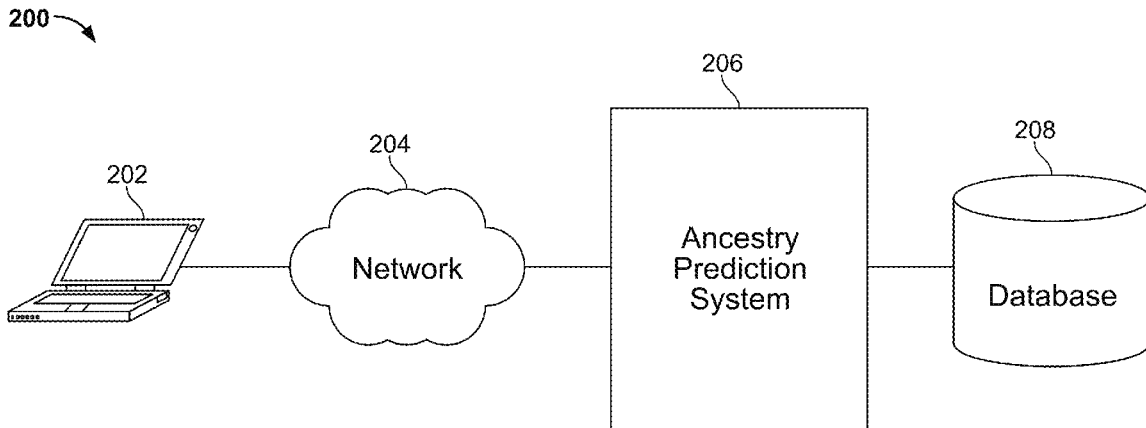 200
206
208
204
202
Ancestry
Prediction
System
Network
Database